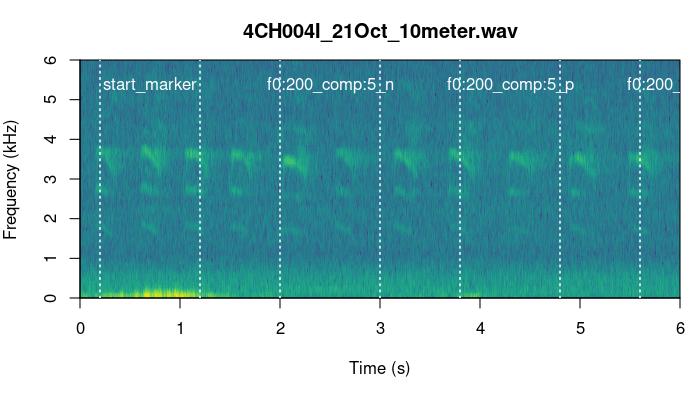 4CH004I_21Oct_10meter.wav
start_marker f0:200_comp:5_n f0:200_comp:5_p f0:200_
Frequency (kHz)
6
5
4
3
2
1
0
0 1 2 3 4 5 6
Time (s)